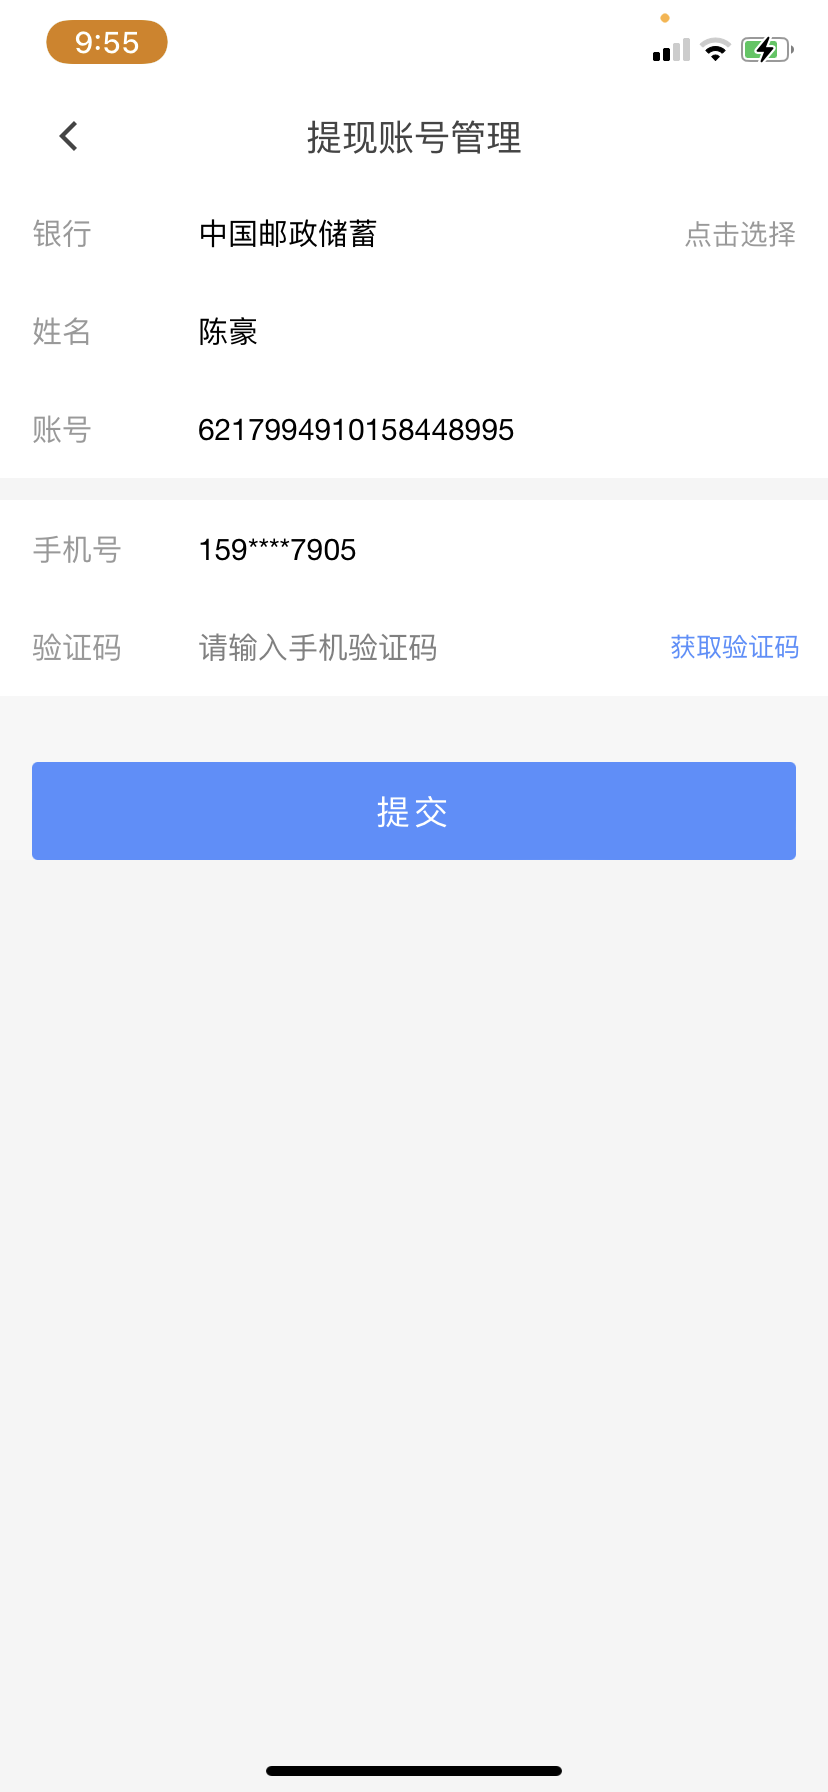 9:55
提现账号管理
银行 中国邮政储蓄 点击选择
姓名 陈豪
账号 6217994910158448995
手机号 159****7905
验证码 请输入手机验证码 获取验证码
提交